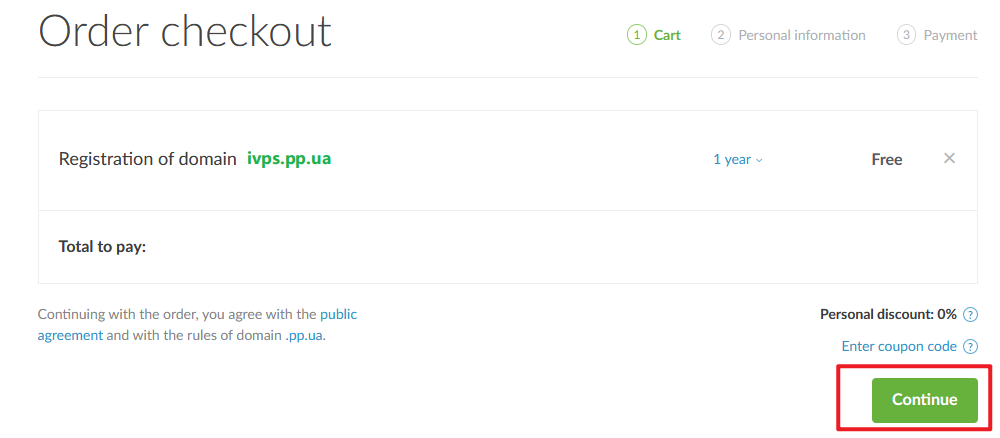 Order checkout
1 Cart 2 Personal information 3 Payment
Registration of domain ivps.pp.ua 1 year Free ×
Total to pay:
Continuing with the order, you agree with the public
agreement and with the rules of domain .pp.ua.
Personal discount: 0% ?
Enter coupon code ?
Continue